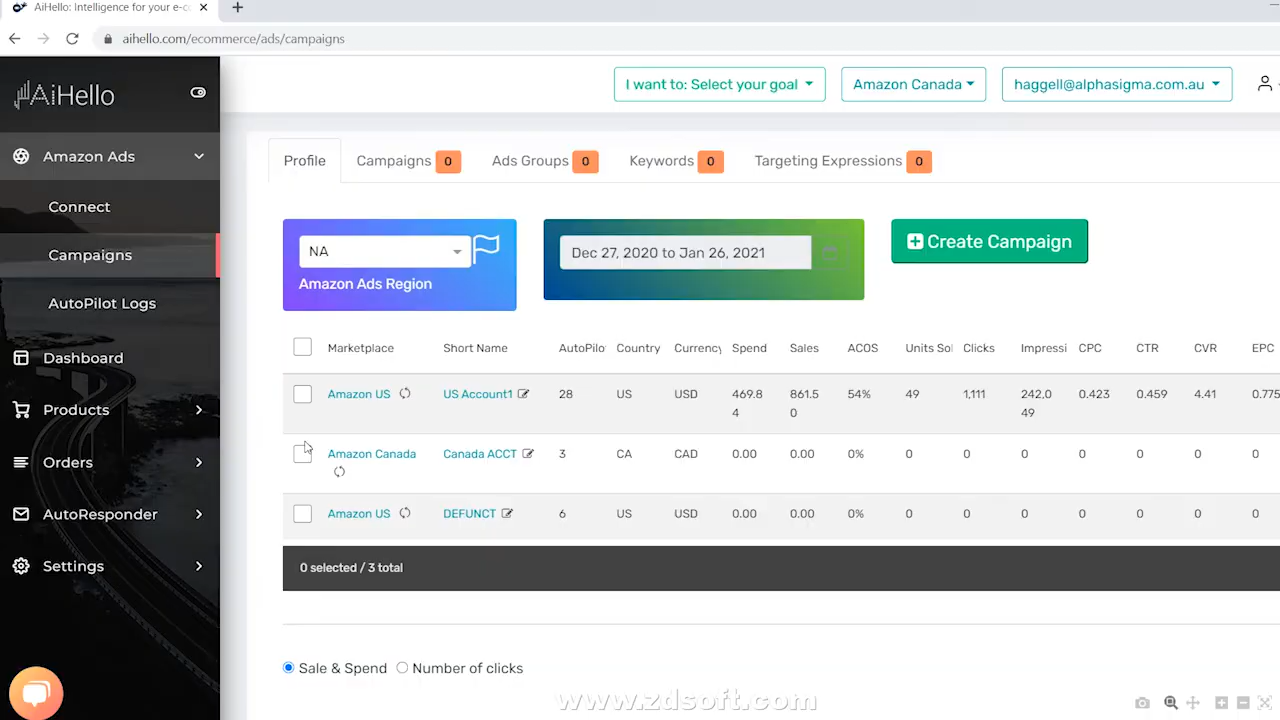 AiHello: Intelligence for your e-cc
aihello.com/ecommerce/ads/campaigns
AiHello
I want to: Select your goal
Amazon Canada
haggell@alphasigma.com.au
Amazon Ads
Connect
Campaigns
AutoPilot Logs
Dashboard
Products
Orders
AutoResponder
Settings
Profile
Campaigns 0
Ads Groups 0
Keywords 0
Targeting Expressions 0
NA
Amazon Ads Region
Dec 27, 2020 to Jan 26, 2021
Create Campaign
Marketplace Short Name AutoPilo Country Currency Spend Sales ACOS Units Sol Clicks Impressi CPC CTR CVR EPC
Amazon US US Account1 28 US USD 469.84 861.50 54% 49 1,111 242,049 0.423 0.459 4.41 0.775
Amazon Canada Canada ACCT 3 CA CAD 0.00 0.00 0% 0 0 0 0 0 0 0
Amazon US DEFUNCT 6 US USD 0.00 0.00 0% 0 0 0 0 0 0 0
0 selected / 3 total
Sale & Spend Number of clicks
www.zdsoft.com